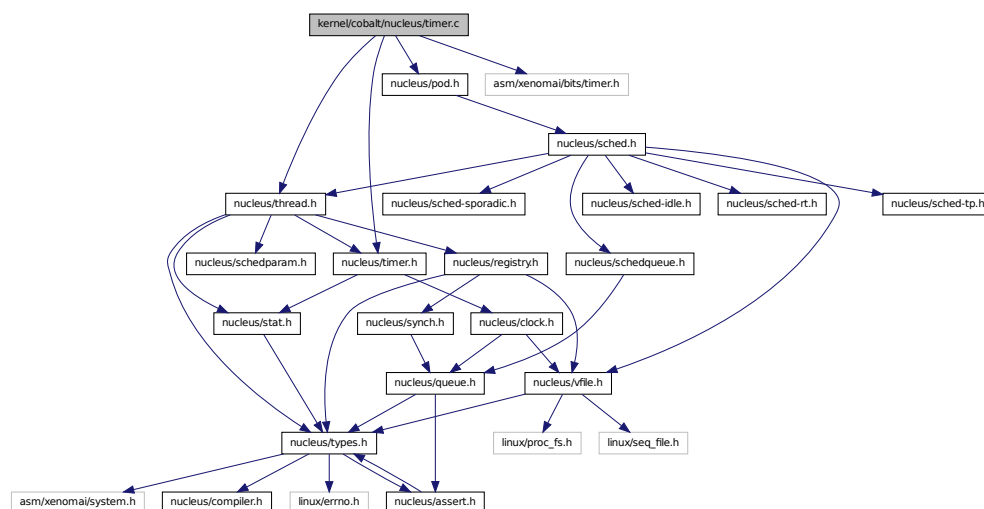 kernel/cobalt/nucleus/timer.c
nucleus/pod.h
asm/xenomai/bits/timer.h
nucleus/sched.h
nucleus/thread.h
nucleus/sched-sporadic.h
nucleus/sched-idle.h
nucleus/sched-rt.h
nucleus/sched-tp.h
nucleus/schedparam.h
nucleus/timer.h
nucleus/registry.h
nucleus/schedqueue.h
nucleus/stat.h
nucleus/synch.h
nucleus/clock.h
nucleus/queue.h
nucleus/vfile.h
nucleus/types.h
linux/proc_fs.h
linux/seq_file.h
asm/xenomai/system.h
nucleus/compiler.h
linux/errno.h
nucleus/assert.h